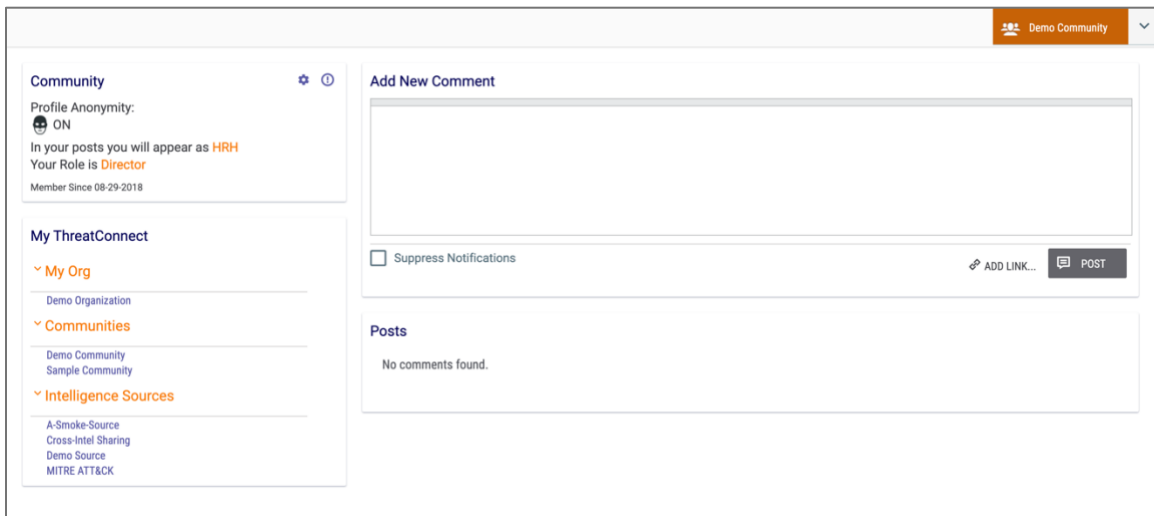 Demo Community
Community
Profile Anonymity:
ON
In your posts you will appear as HRH
Your Role is Director
Member Since 08-29-2018
My ThreatConnect
My Org
Demo Organization
Communities
Demo Community
Sample Community
Intelligence Sources
A-Smoke-Source
Cross-Intel Sharing
Demo Source
MITRE ATT&CK
Add New Comment
Suppress Notifications
ADD LINK...
POST
Posts
No comments found.